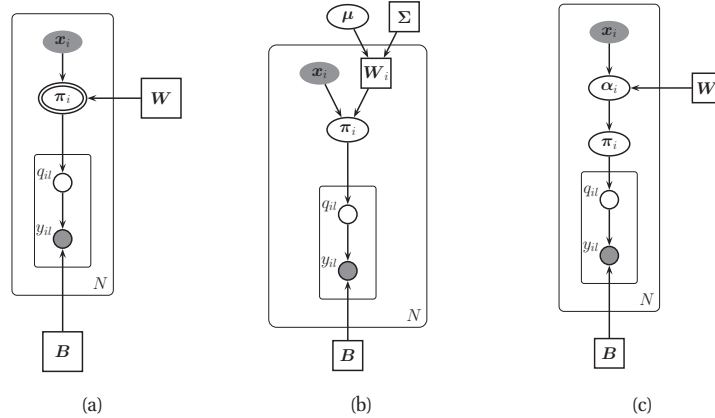 x_i
π_i
W
q_il
y_il
N
B
(a)
μ
Σ
x_i
W_i
π_i
q_il
y_il
N
B
(b)
x_i
α_i
W
π_i
q_il
y_il
N
B
(c)